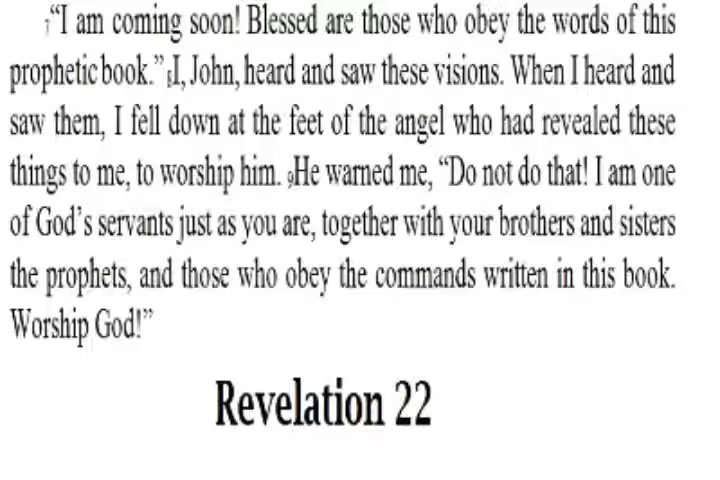 7“I am coming soon! Blessed are those who obey the words of this
prophetic book.” 8I, John, heard and saw these visions. When I heard and
saw them, I fell down at the feet of the angel who had revealed these
things to me, to worship him. 9He warned me, “Do not do that! I am one
of God’s servants just as you are, together with your brothers and sisters
the prophets, and those who obey the commands written in this book.
Worship God!”
Revelation 22